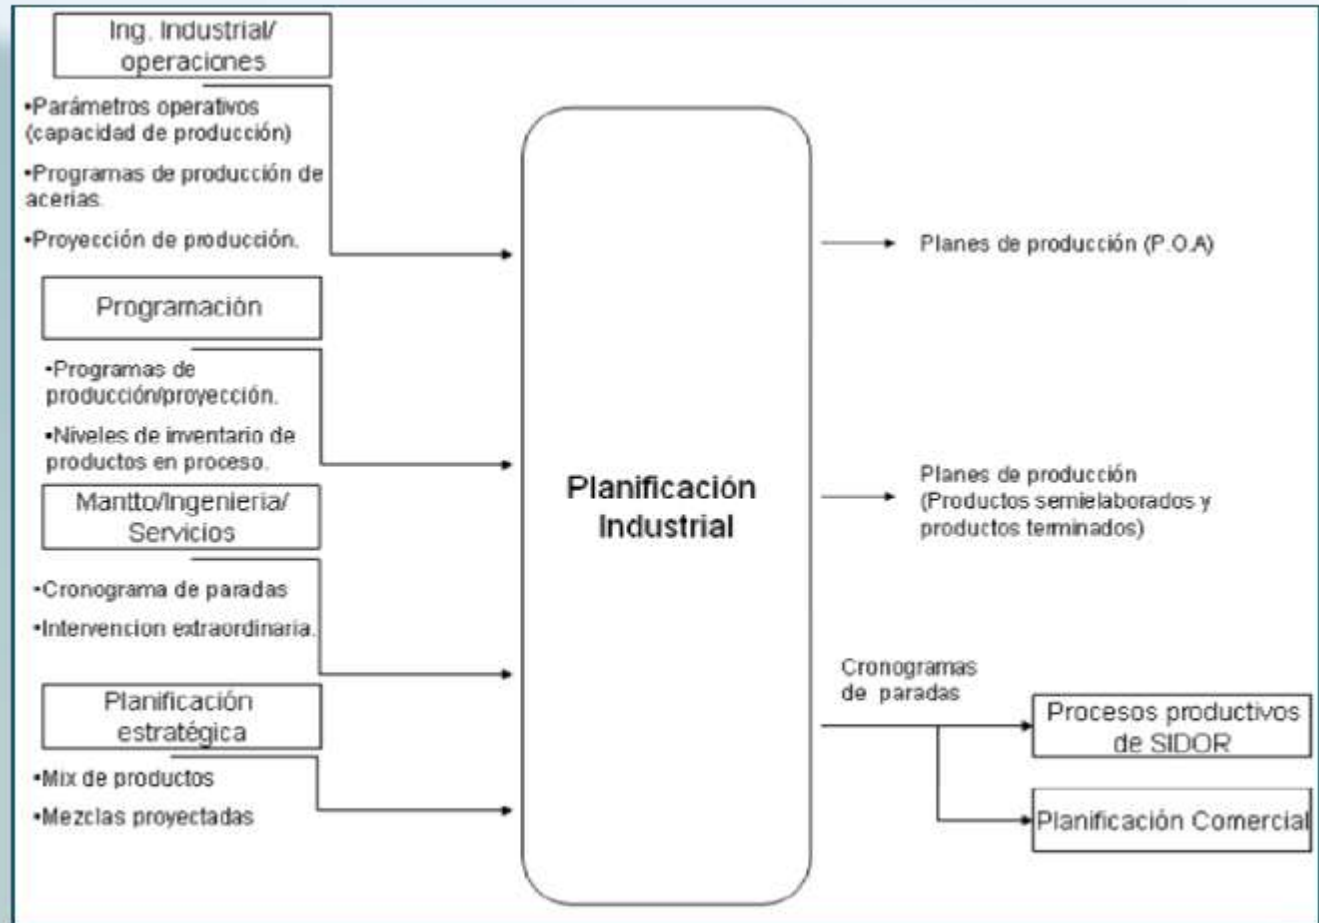 Ing. Industrial/
operaciones
•Parámetros operativos
(capacidad de producción)
•Programas de producción de
acerias.
•Proyección de producción.
Programación
•Programas de
producción/proyección.
•Niveles de inventario de
productos en proceso.
Mantto/Ingenieria/
Servicios
•Cronograma de paradas
•Intervencion extraordinaria.
Planificación
estratégica
•Mix de productos
•Mezclas proyectadas
Planificación
Industrial
Planes de producción (P.O.A)
Planes de producción
(Productos semielaborados y
productos terminados)
Cronogramas
de paradas
Procesos productivos
de SIDOR
Planificación Comercial